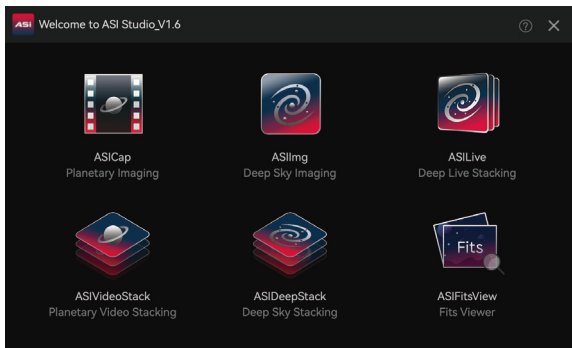 ASi Welcome to ASI Studio_V1.6
ASICap
Planetary Imaging
ASIImg
Deep Sky Imaging
ASILive
Deep Live Stacking
ASIVideoStack
Planetary Video Stacking
ASIDeepStack
Deep Sky Stacking
Fits
ASIFitsView
Fits Viewer